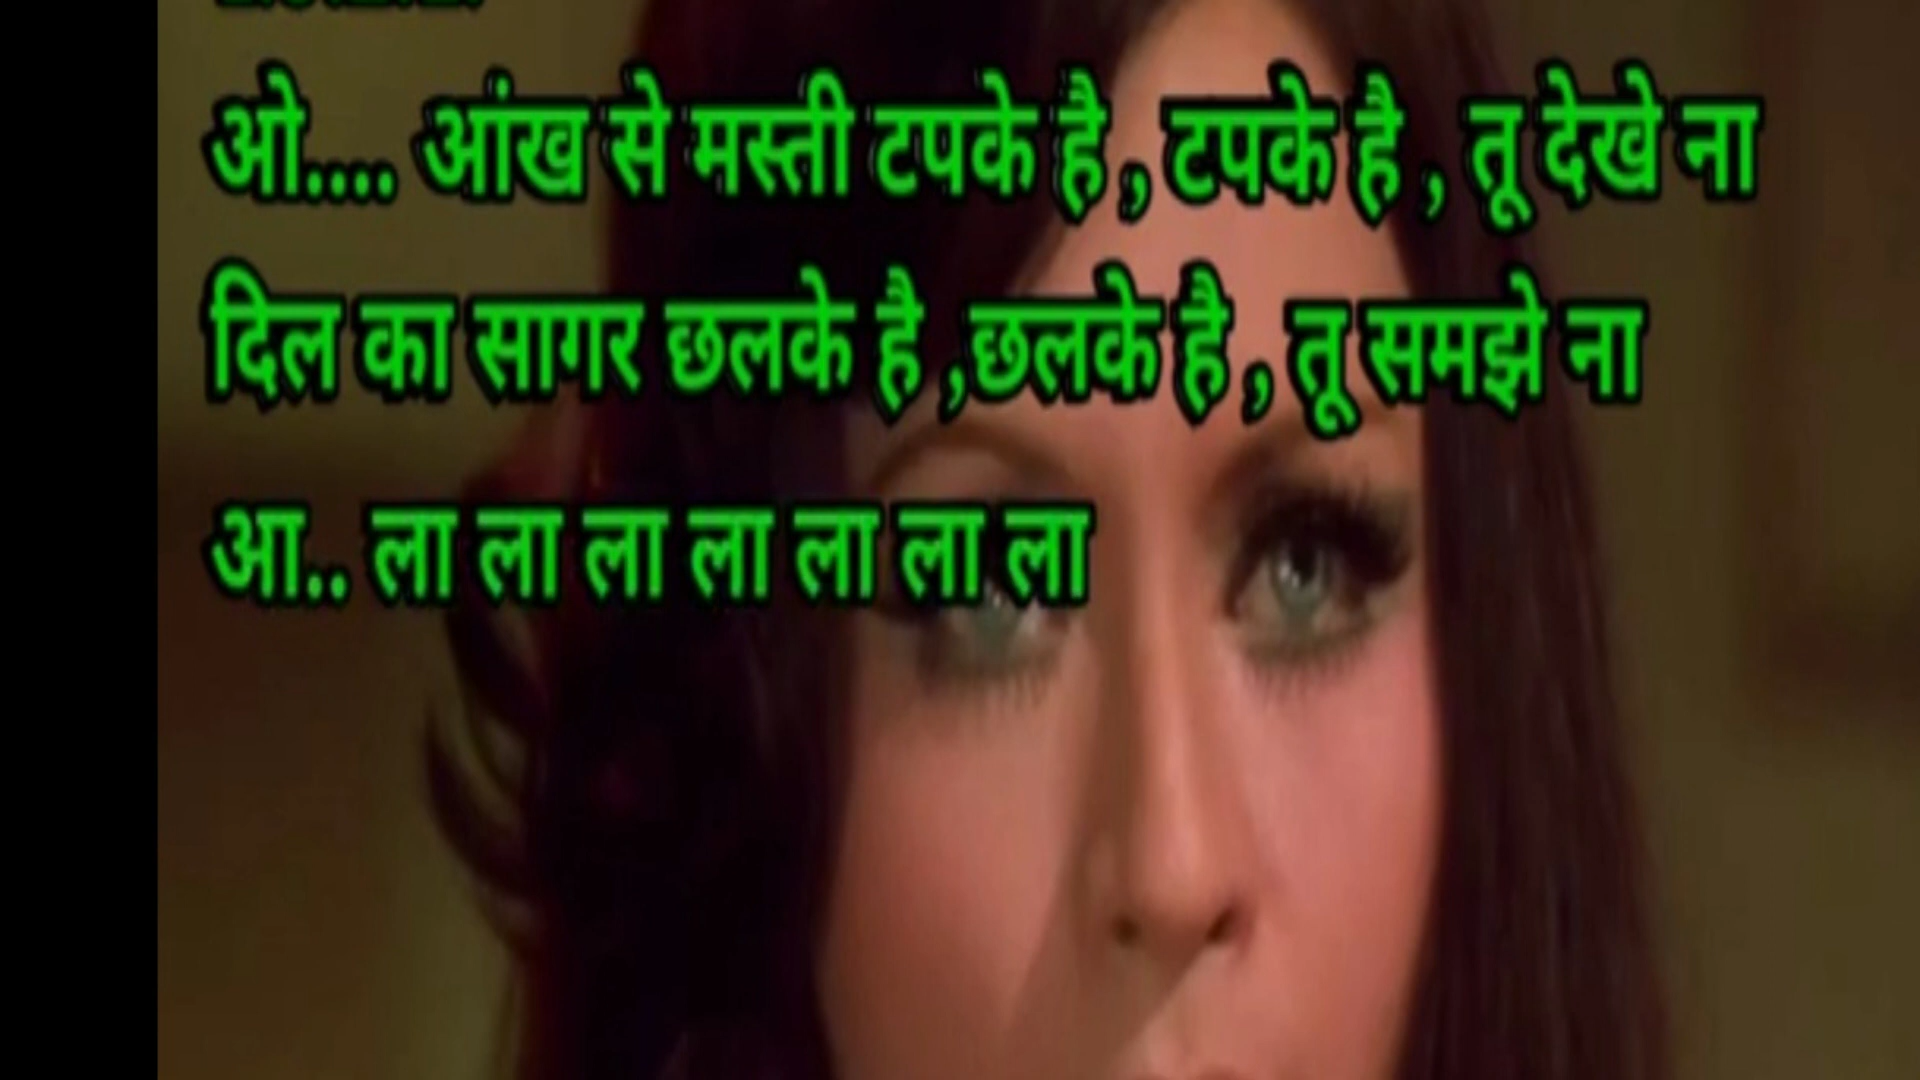 ओ.... आंख से मस्ती टपके है , टपके है , तू देखे ना
दिल का सागर छलके है ,छलके है , तू समझे ना
आ.. ला ला ला ला ला ला ला